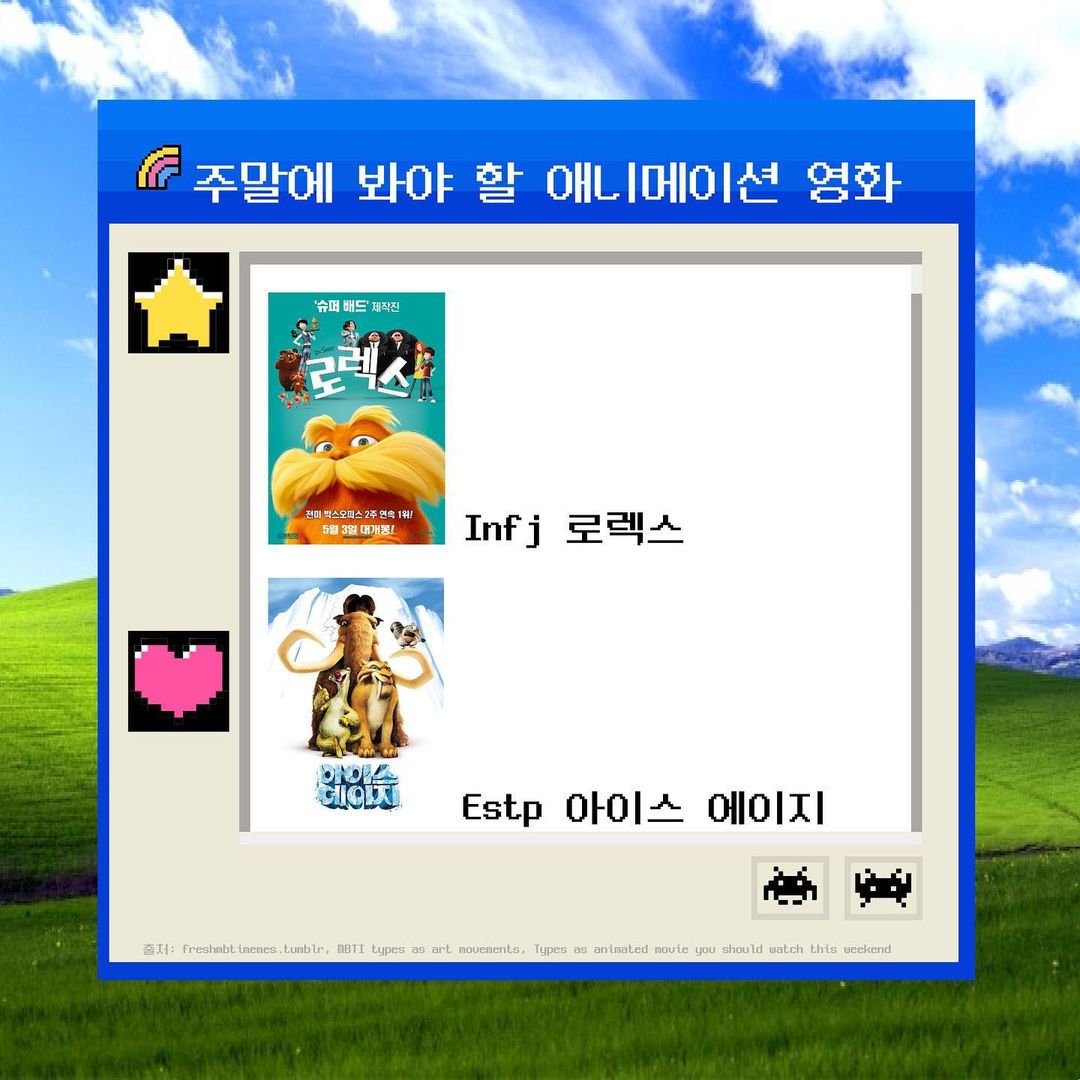 주말에 봐야 할 애니메이션 영화
'슈퍼 배드' 제작진
Dr. Seuss'
로렉스
전미 박스오피스 2주 연속 1위!
5월 3일 대개봉!
Infj 로렉스
아이스
에이지
Estp 아이스 에이지
출처: freshmbtimemes.tumblr, MBTI types as art movements, Types as animated movie you should watch this weekend